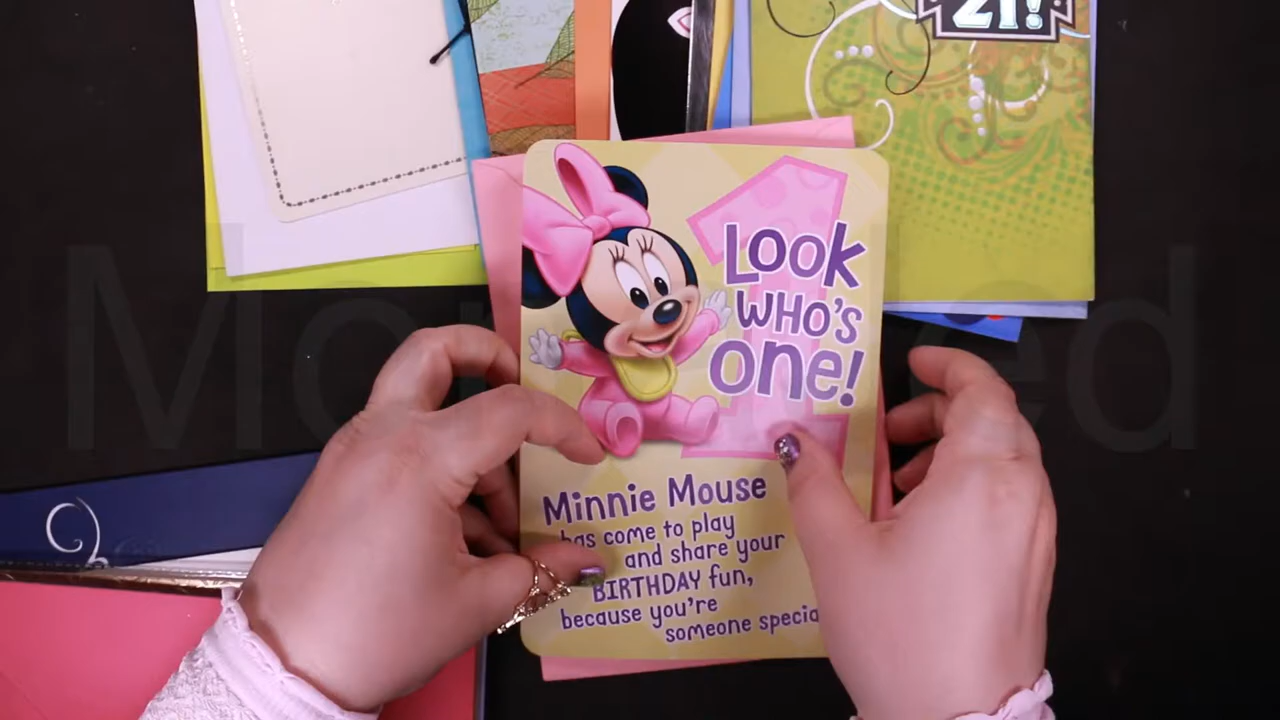 21!
Look
WHO'S
one!
Minnie Mouse
has come to play
and share your
BIRTHDAY fun,
because you're
someone